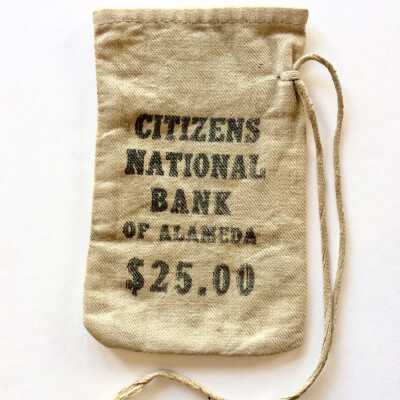 CITIZENS
NATIONAL
BANK
OF ALAMEDA
$25.00